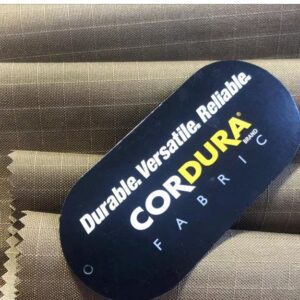 Durable. Versatile. Reliable.
CORDURA®
BRAND
FABRIC